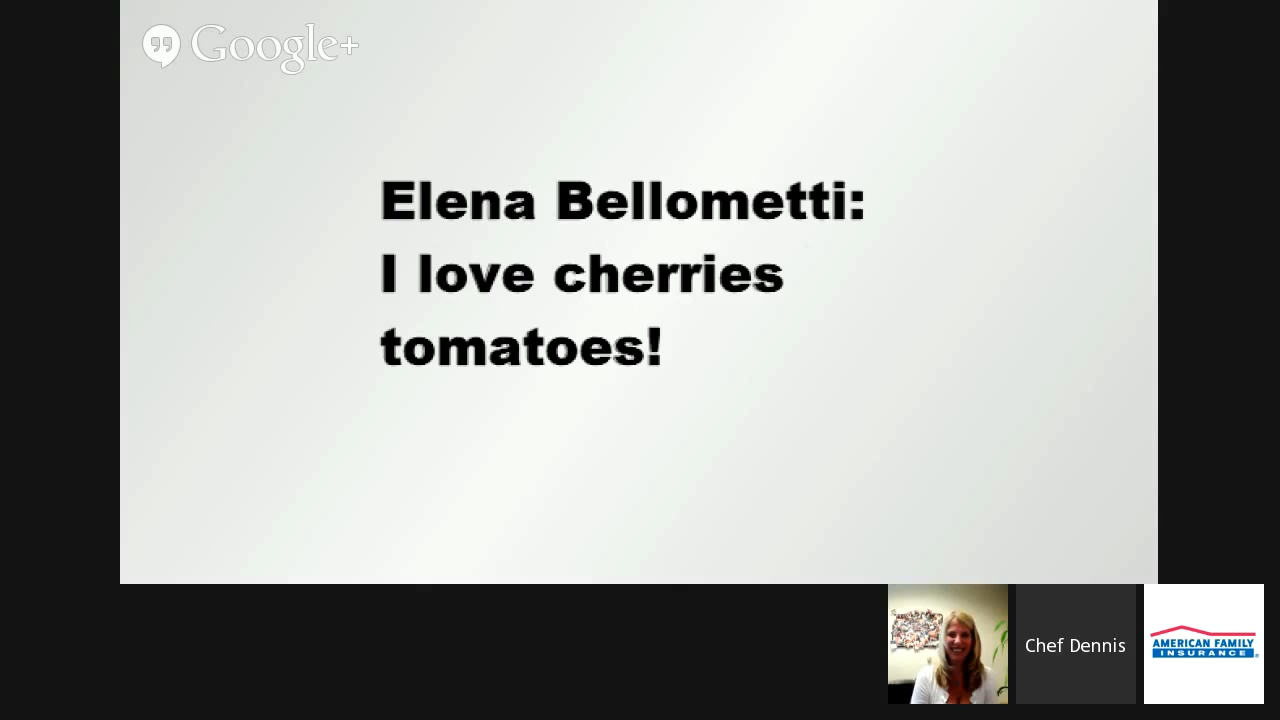 Google+
Elena Bellometti:
I love cherries
tomatoes!
Chef Dennis
AMERICAN FAMILY
INSURANCE